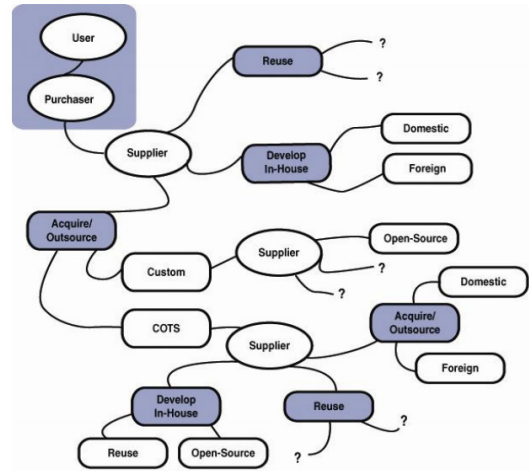 User
Purchaser
Supplier
Reuse
?
?
Develop
In-House
Domestic
Foreign
Acquire/
Outsource
Custom
Supplier
Open-Source
?
?
COTS
Supplier
Acquire/
Outsource
Domestic
Foreign
Develop
In-House
Reuse
Open-Source
Reuse
?
?